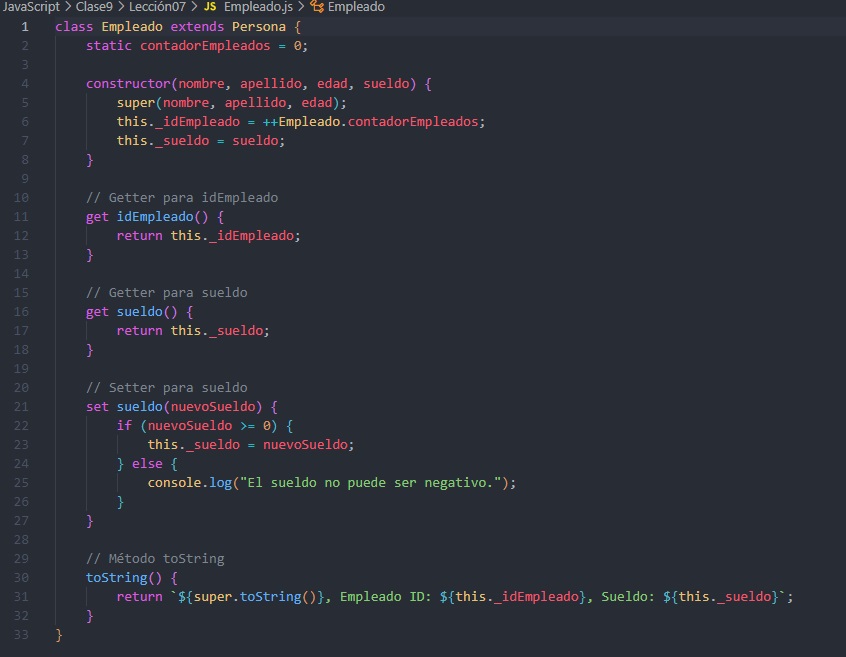 JavaScript > Clase9 > Lección07 > JS Empleado.js > Empleado
1 class Empleado extends Persona {
2     static contadorEmpleados = 0;
3
4     constructor(nombre, apellido, edad, sueldo) {
5         super(nombre, apellido, edad);
6         this._idEmpleado = ++Empleado.contadorEmpleados;
7         this._sueldo = sueldo;
8     }
9
10     // Getter para idEmpleado
11     get idEmpleado() {
12         return this._idEmpleado;
13     }
14
15     // Getter para sueldo
16     get sueldo() {
17         return this._sueldo;
18     }
19
20     // Setter para sueldo
21     set sueldo(nuevoSueldo) {
22         if (nuevoSueldo >= 0) {
23             this._sueldo = nuevoSueldo;
24         } else {
25             console.log("El sueldo no puede ser negativo.");
26         }
27     }
28
29     // Método toString
30     toString() {
31         return `${super.toString()}, Empleado ID: ${this._idEmpleado}, Sueldo: ${this._sueldo}`;
32     }
33 }